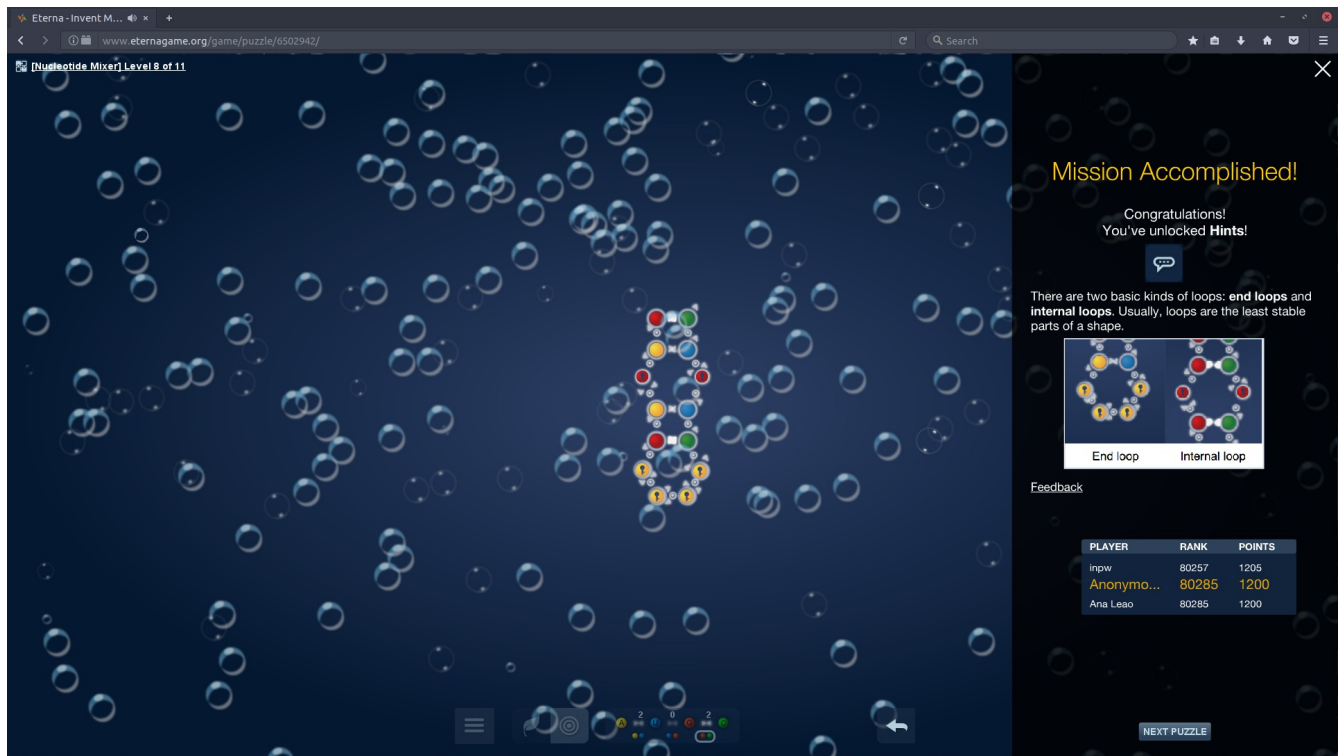 Eterna - Invent M...
www.eternagame.org/game/puzzle/6502942/
Search
[Nucleotide Mixer] Level 8 of 11
Mission Accomplished!
Congratulations!
You've unlocked Hints!
There are two basic kinds of loops: end loops and
internal loops. Usually, loops are the least stable
parts of a shape.
End loop
Internal loop
Feedback
PLAYER RANK POINTS
inpw 80257 1205
Anonymo... 80285 1200
Ana Leao 80285 1200
2 0 2
A U G C
NEXT PUZZLE